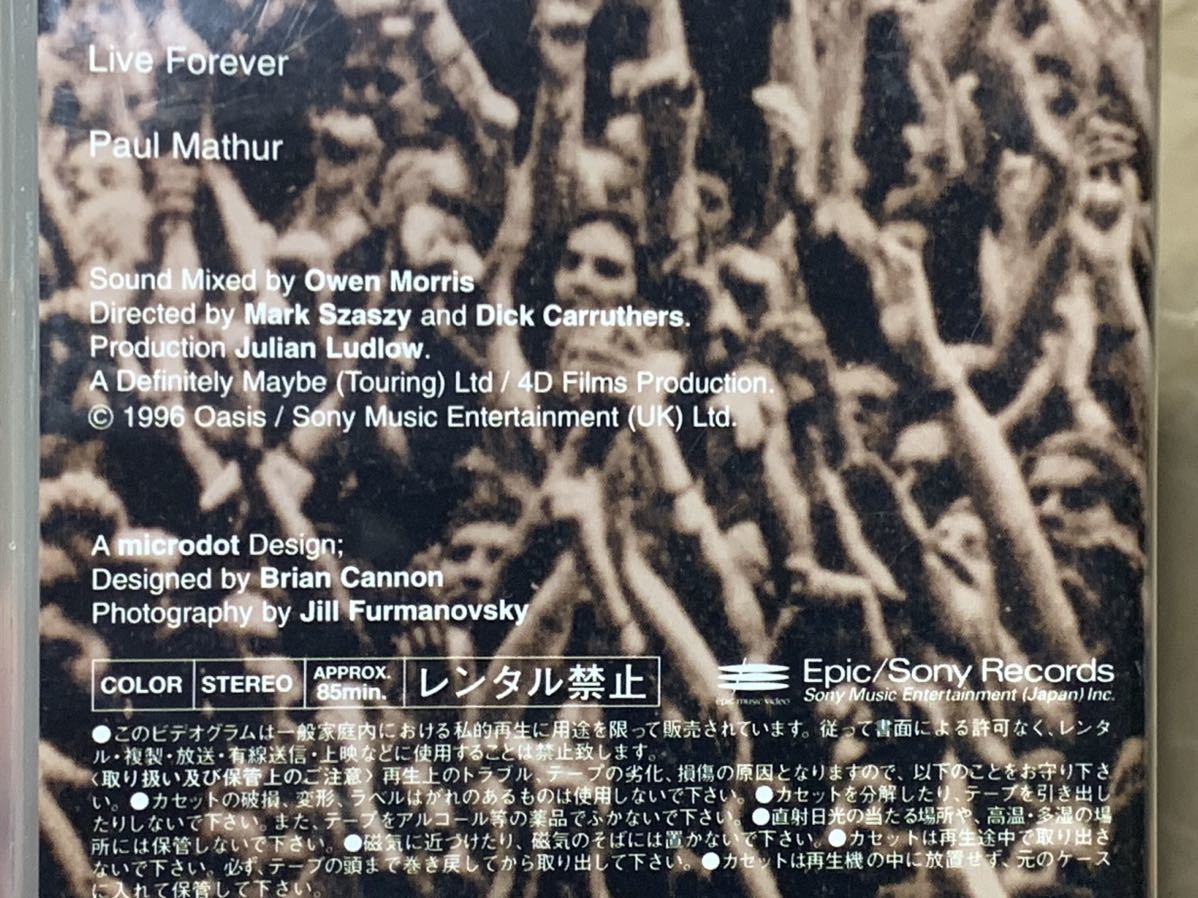 Live Forever
Paul Mathur
Sound Mixed by Owen Morris
Directed by Mark Szaszy and Dick Carruthers.
Production Julian Ludlow.
A Definitely Maybe (Touring) Ltd / 4D Films Production.
© 1996 Oasis / Sony Music Entertainment (UK) Ltd.
A microdot Design;
Designed by Brian Cannon
Photography by Jill Furmanovsky
COLOR STEREO APPROX. 85min. レンタル禁止
epic music video
Epic/Sony Records
Sony Music Entertainment (Japan) Inc.
●このビデオグラムは一般家庭内における私的再生に用途を限って販売されています。従って書面による許可なく、レンタ
ル・複製・放送・有線送信・上映などに使用することは禁止致します。
〈取り扱い及び保管上のご注意〉再生上のトラブル、テープの劣化、損傷の原因となりますので、以下のことをお守り下さ
い。●カセットの破損、変形、ラベルはがれのあるものは使用しないで下さい。●カセットを分解したり、テープを引き出し
たりしないで下さい。また、テープをアルコール等の薬品でふかないで下さい。●直射日光の当たる場所や、高温・多湿の場
所には保管しないで下さい。●磁気に近づけたり、磁気のそばには置かないで下さい。●カセットは再生途中で取り出さ
ないで下さい。必ず、テープの頭まで巻き戻してから取り出して下さい。●カセットは再生機の中に放置せず、元のケース
に入れて保管して下さい。